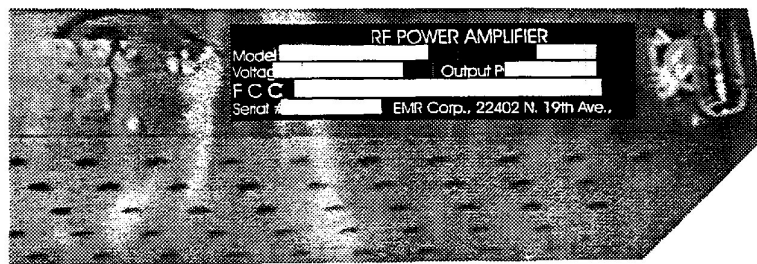 RF POWER AMPLIFIER
Model
Voltag Output P
F C C
Serial # EMR Corp., 22402 N. 19th Ave.,